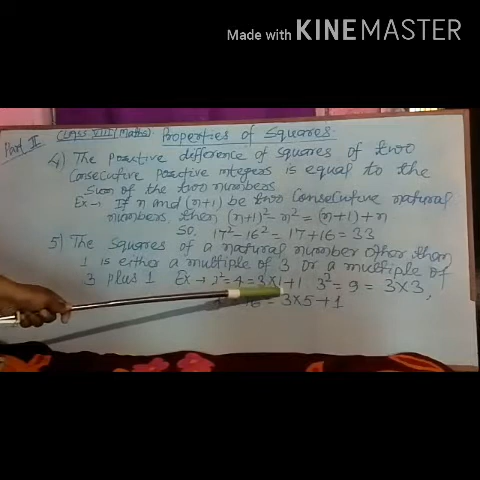 Made with KINEMASTER
Part II
Class VIII (Maths) Properties of Squares.
4) The positive difference of squares of two
consecutive positive integers is equal to the
sum of the two numbers
Ex → If n and (n+1) be two consecutive natural
numbers, then (n+1)² - n² = (n+1) + n
So, 17² - 16² = 17 + 16 = 33
5) The squares of a natural number other than
1 is either a multiple of 3 or a multiple of
3 plus 1 Ex → 2² = 4 = 3×1+1, 3² = 9 = 3×3,
= 3×5+1